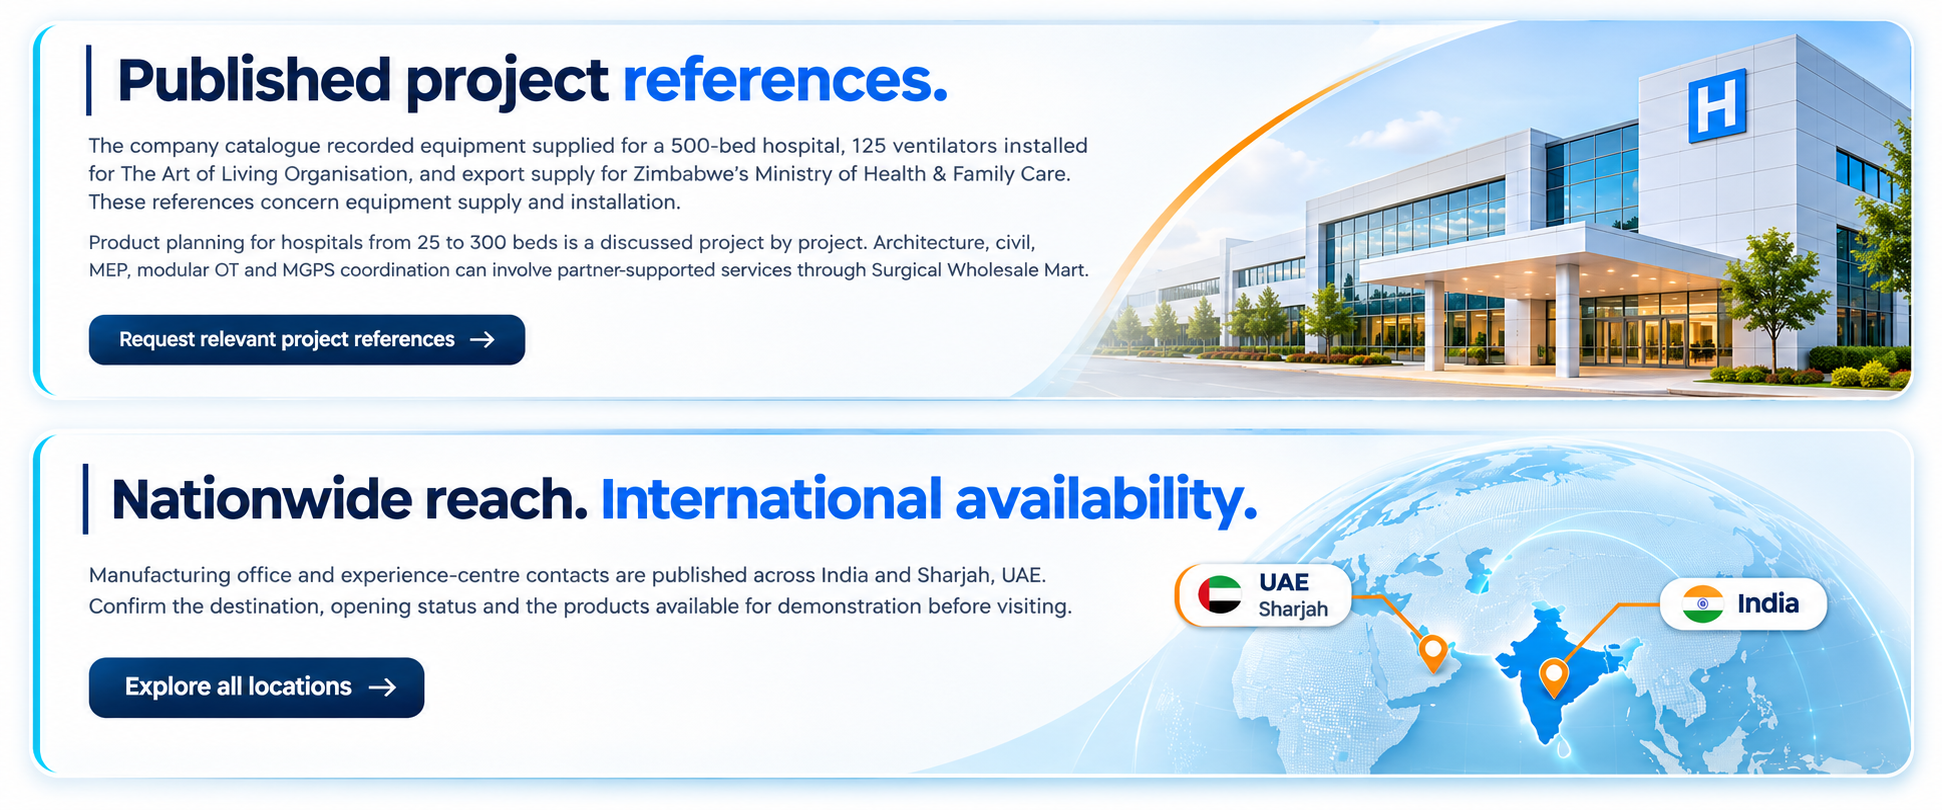 Published project references.
The company catalogue recorded equipment supplied for a 500-bed hospital, 125 ventilators installed
for The Art of Living Organisation, and export supply for Zimbabwe's Ministry of Health & Family Care.
These references concern equipment supply and installation.
Product planning for hospitals from 25 to 300 beds is a discussed project by project. Architecture, civil,
MEP, modular OT and MGPS coordination can involve partner-supported services through Surgical Wholesale Mart.
Request relevant project references →
H
Nationwide reach. International availability.
Manufacturing office and experience-centre contacts are published across India and Sharjah, UAE.
Confirm the destination, opening status and the products available for demonstration before visiting.
Explore all locations →
UAE
Sharjah
India